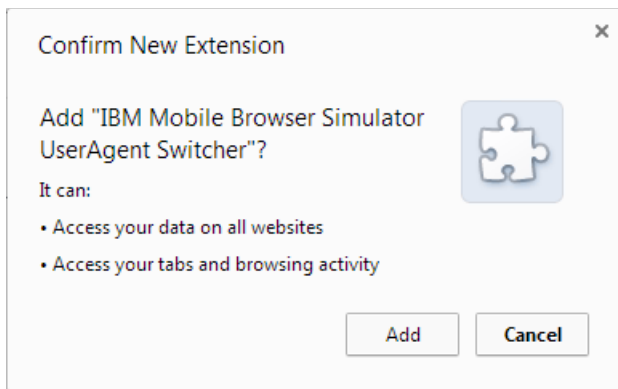 Confirm New Extension
Add "IBM Mobile Browser Simulator
UserAgent Switcher"?
It can:
• Access your data on all websites
• Access your tabs and browsing activity
Add
Cancel